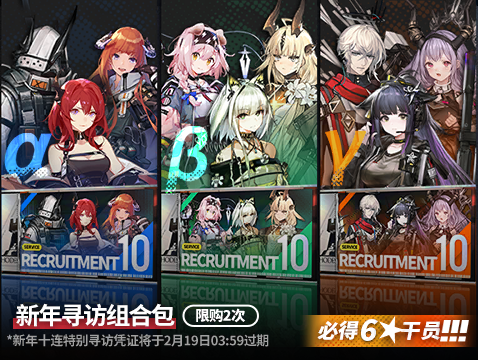 α β γ
SERVICE SERVICE SERVICE
RECRUITMENT 10 RECRUITMENT 10 RECRUITMENT 10
新年寻访组合包 限购2次
*新年十连特别寻访凭证将于2月19日03:59过期
必得6★干员!!!